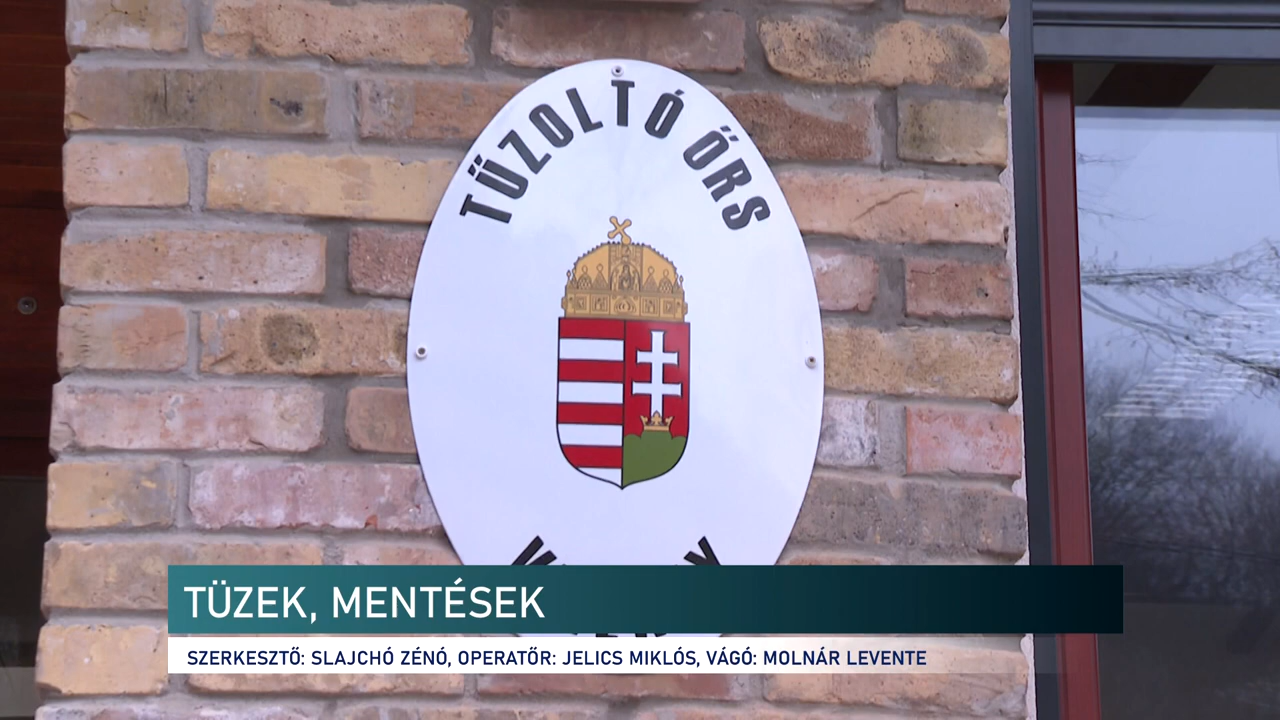 TŰZOLTÓ ŐRS
TÜZEK, MENTÉSEK
SZERKESZTŐ: SLAJCHÓ ZÉNÓ, OPERATŐR: JELICS MIKLÓS, VÁGÓ: MOLNÁR LEVENTE